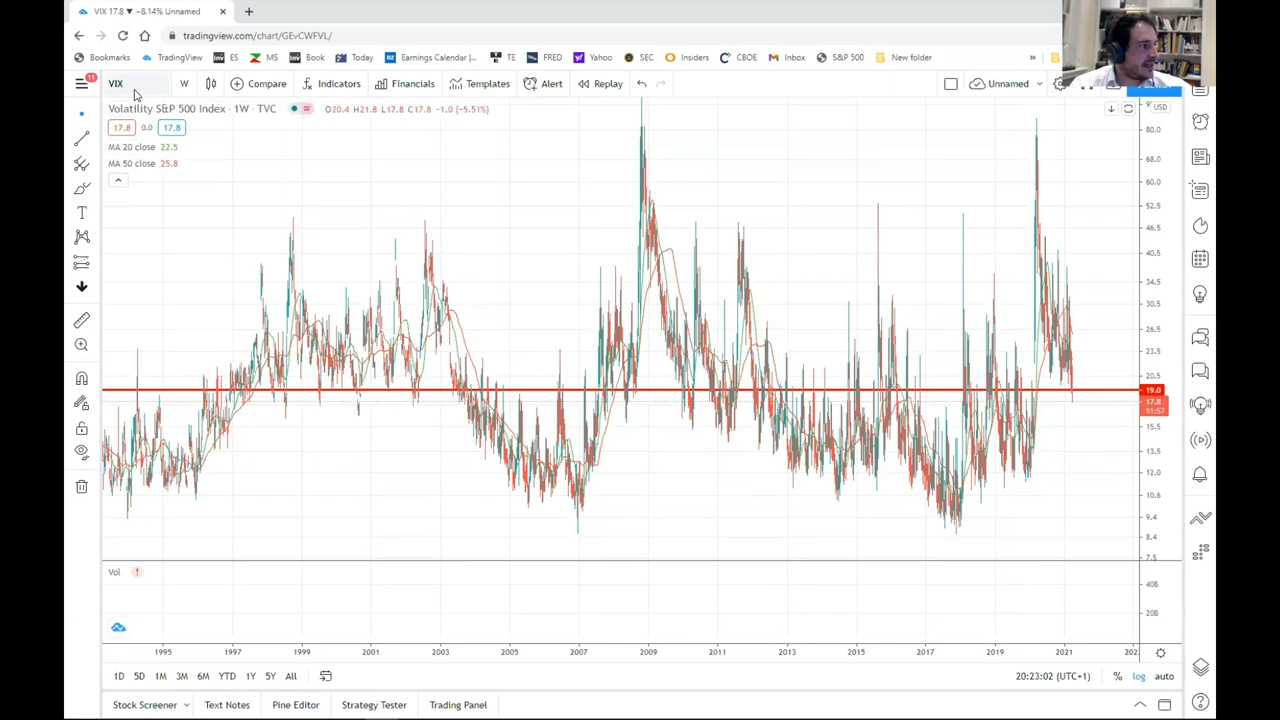 VIX 17.8 ▼ −8.14% Unnamed
tradingview.com/chart/GEvCWFVL/
Bookmarks TradingView ES MS Book Today Earnings Calendar | TE FRED Yahoo SEC Insiders CBOE Inbox S&P 500 New folder »
11
VIX W Compare Indicators Financials Templates Alert Replay Unnamed
Volatility S&P 500 Index · 1W · TVC O20.4 H21.8 L17.8 C17.8 −1.0 (−5.51%)
USD
17.8 0.0 17.8
MA 20 close 22.5
MA 50 close 25.8
80.0
68.0
60.0
52.5
46.5
40.5
34.5
30.5
26.5
23.5
20.5
19.0
17.8
51:57
15.5
13.5
12.0
10.6
9.4
8.4
7.5
Vol
40B
20B
1995 1997 1999 2001 2003 2005 2007 2009 2011 2013 2015 2017 2019 2021
1D 5D 1M 3M 6M YTD 1Y 5Y All 20:23:02 (UTC+1) % log auto
Stock Screener Text Notes Pine Editor Strategy Tester Trading Panel